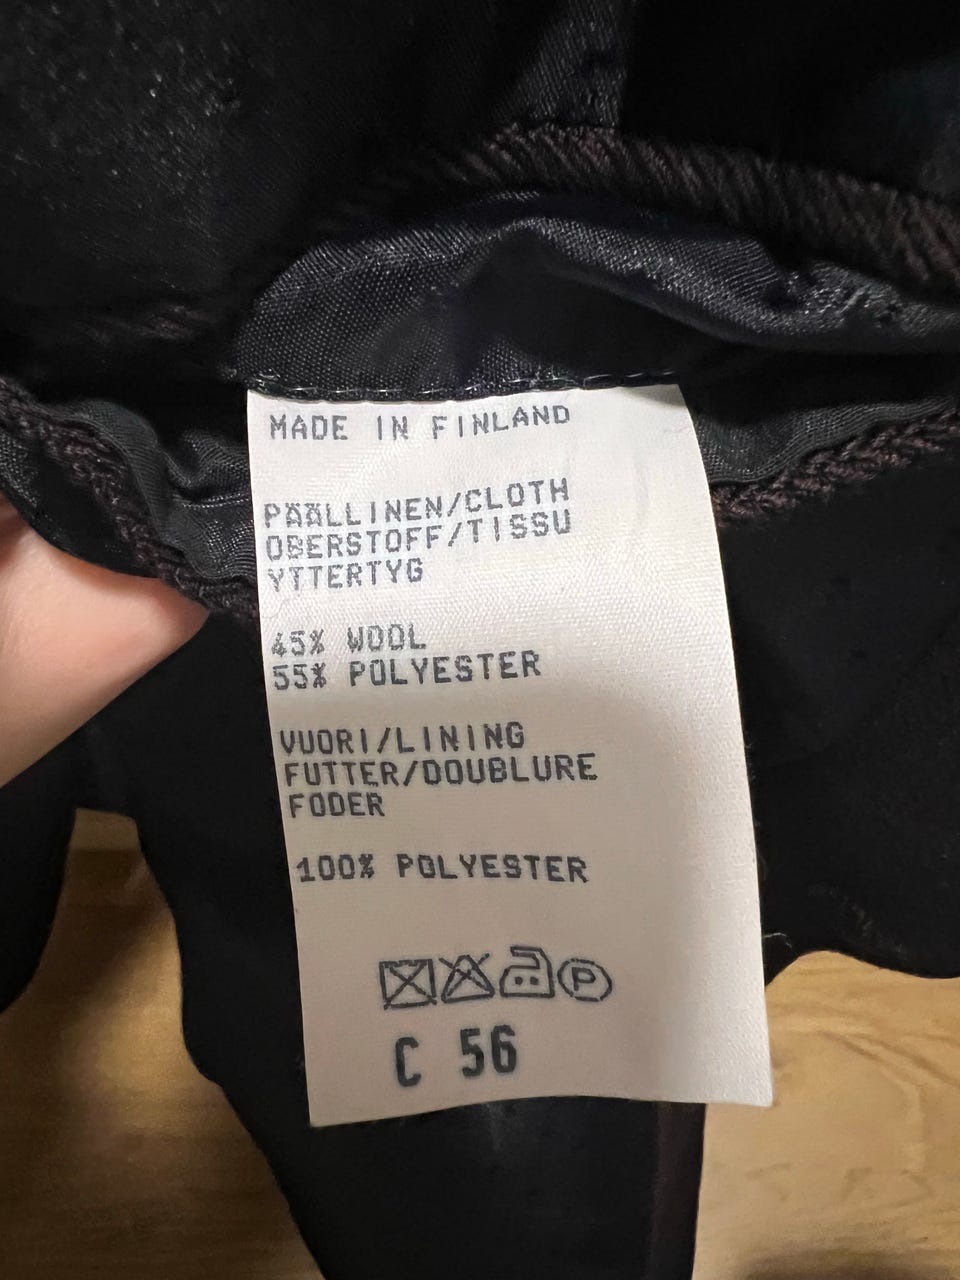 MADE IN FINLAND
PÄÄLLINEN/CLOTH
OBERSTOFF/TISSU
YTTERTYG
45% WOOL
55% POLYESTER
VUORI/LINING
FUTTER/DOUBLURE
FODER
100% POLYESTER
P
C 56